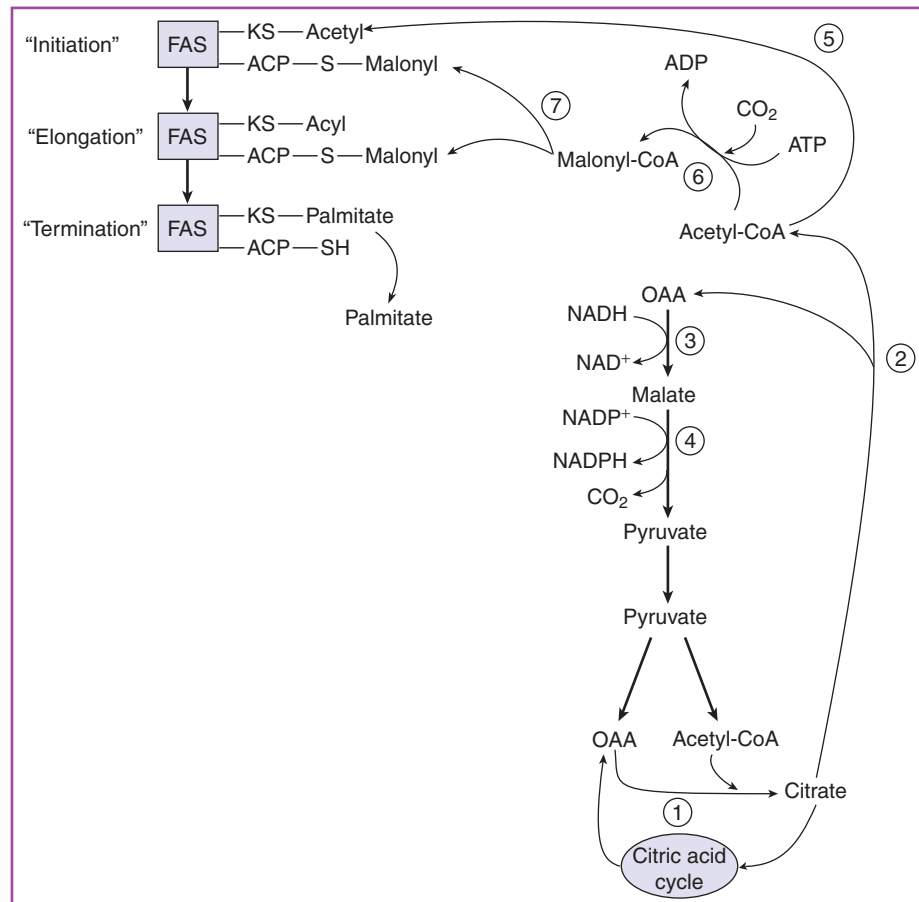 “Initiation”
FAS
KS—Acetyl
ACP—S—Malonyl
“Elongation”
FAS
KS—Acyl
ACP—S—Malonyl
“Termination”
FAS
KS—Palmitate
ACP—SH
Palmitate
5
ADP
7
CO₂
ATP
Malonyl-CoA
6
Acetyl-CoA
OAA
NADH
3
NAD⁺
2
Malate
NADP⁺
4
NADPH
CO₂
Pyruvate
Pyruvate
OAA
Acetyl-CoA
Citrate
1
Citric acid
cycle